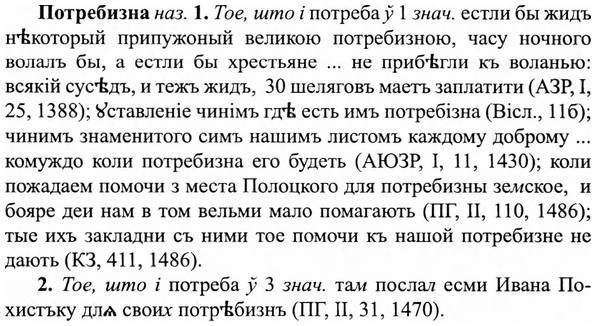 Потребизна наз. 1. Тое, што і потреба ў 1 знач. естли бы жидъ
нѣкоторый припужоный великою потребизною, часу ночного
волалъ бы, а естли бы хрестьяне ... не прибѣгли къ воланью:
всякій сусѣдъ, и тежъ жидъ, 30 шеляговъ маетъ заплатити (АЗР, I,
25, 1388); ꙋставленіе чинімъ гдѣ есть имъ потребізна (Вісл., 11б);
чинимъ знаменитого симъ нашимъ листомъ каждому доброму ...
комуждо коли потребизна его будеть (АЮЗР, I, 11, 1430); коли
пожадаем помочи з места Полоцкого для потребизны земское, и
бояре деи нам в том вельми мало помагають (ПГ, II, 110, 1486);
тые ихъ закладни съ ними тое помочи къ нашой потребизне не
дають (КЗ, 411, 1486).
2. Тое, што і потреба ў 3 знач. там послал есми Ивана По-
хистъку длѧ своих потрѣбизнъ (ПГ, II, 31, 1470).